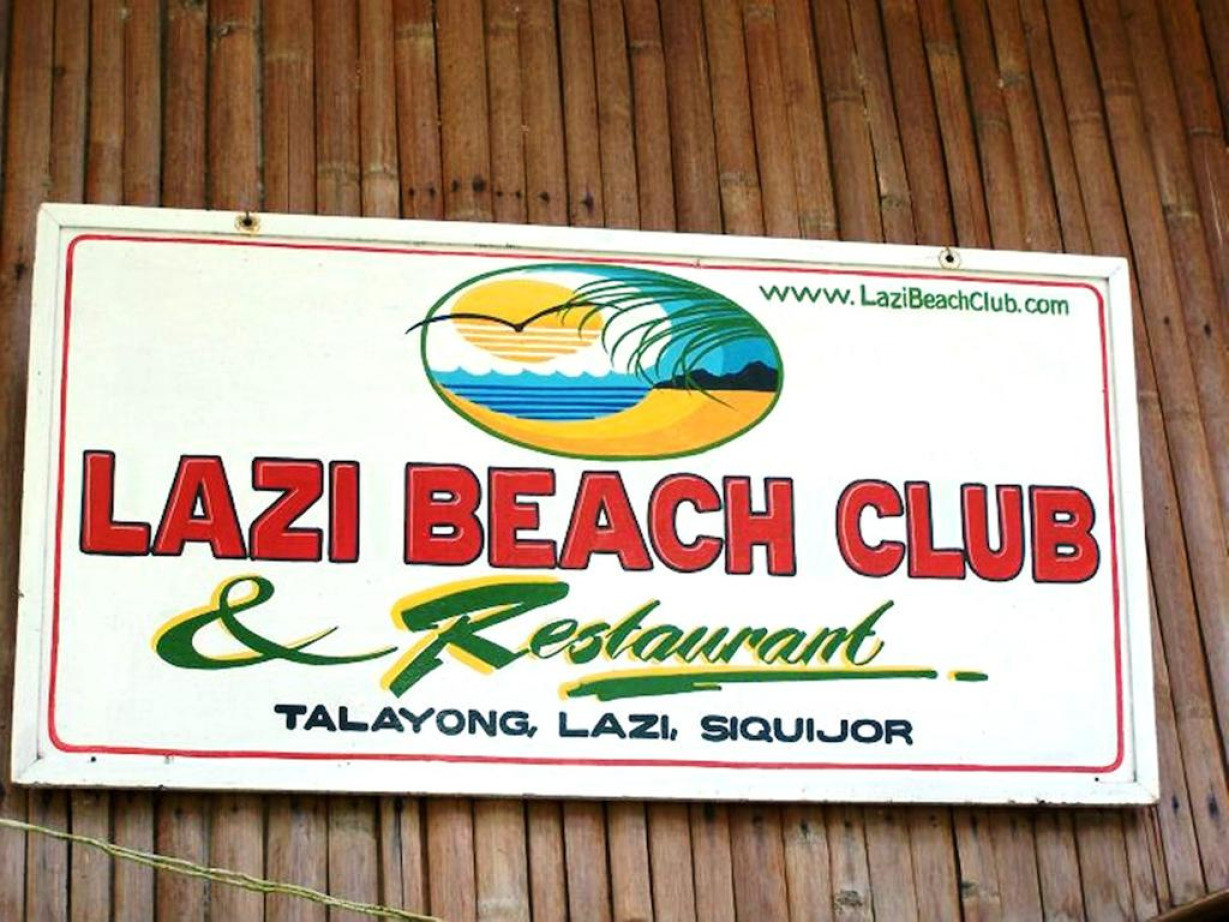 www.LaziBeachClub.com
LAZI BEACH CLUB
& Restaurant
TALAYONG, LAZI, SIQUIJOR